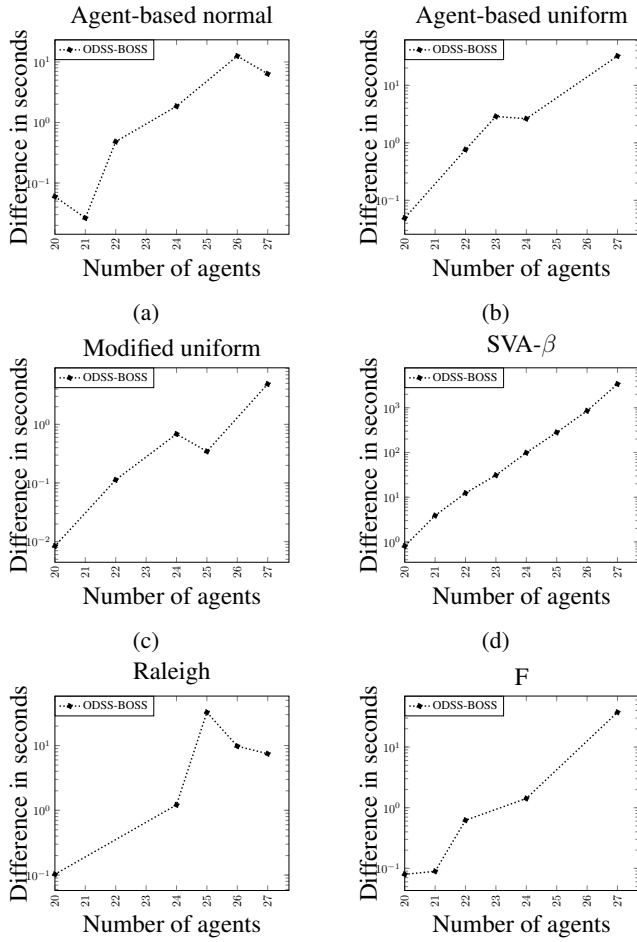 Agent-based normal
ODSS-BOSS
10^1
10^0
10^−1
Difference in seconds
20 21 22 23 24 25 26 27
Number of agents
(a)
Agent-based uniform
ODSS-BOSS
10^1
10^0
10^−1
Difference in seconds
20 21 22 23 24 25 26 27
Number of agents
(b)
Modified uniform
ODSS-BOSS
10^0
10^−1
10^−2
Difference in seconds
20 21 22 23 24 25 26 27
Number of agents
(c)
SVA-β
ODSS-BOSS
10^3
10^2
10^1
10^0
Difference in seconds
20 21 22 23 24 25 26 27
Number of agents
(d)
Raleigh
ODSS-BOSS
10^1
10^0
10^−1
Difference in seconds
20 21 22 23 24 25 26 27
Number of agents
F
ODSS-BOSS
10^1
10^0
10^−1
Difference in seconds
20 21 22 23 24 25 26 27
Number of agents